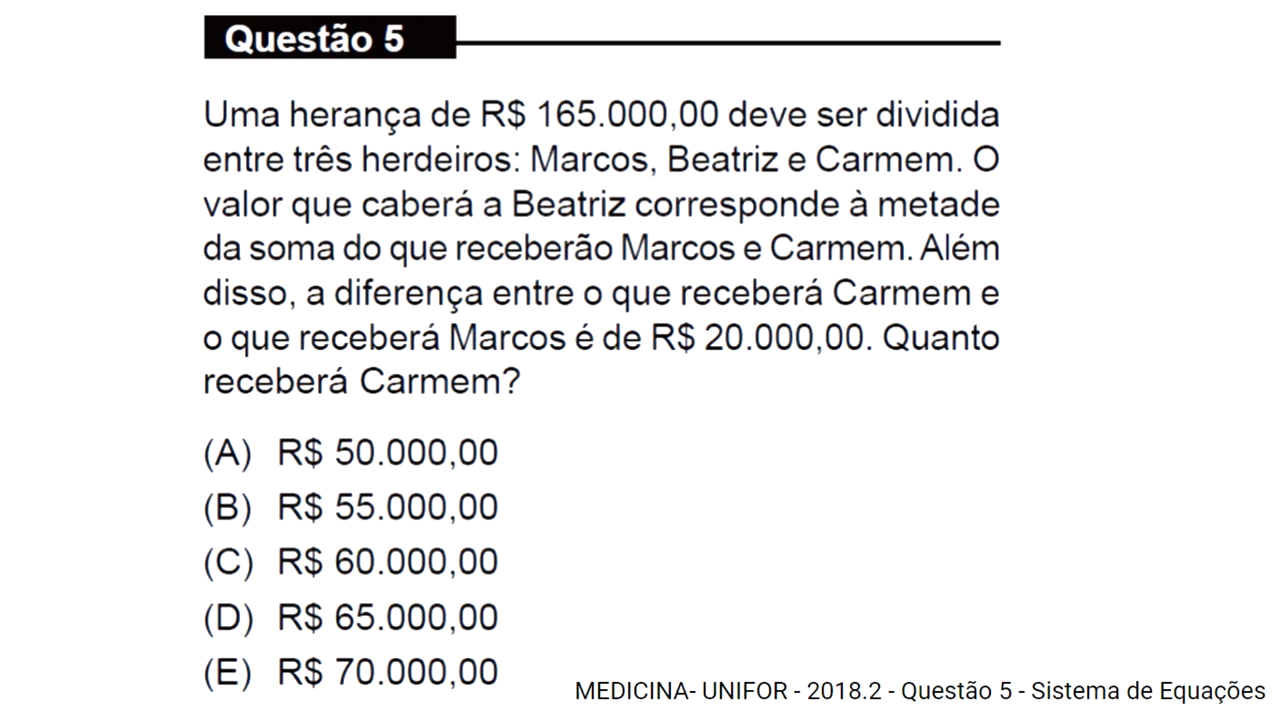 Questão 5
Uma herança de R$ 165.000,00 deve ser dividida
entre três herdeiros: Marcos, Beatriz e Carmem. O
valor que caberá a Beatriz corresponde à metade
da soma do que receberão Marcos e Carmem. Além
disso, a diferença entre o que receberá Carmem e
o que receberá Marcos é de R$ 20.000,00. Quanto
receberá Carmem?
(A) R$ 50.000,00
(B) R$ 55.000,00
(C) R$ 60.000,00
(D) R$ 65.000,00
(E) R$ 70.000,00
MEDICINA- UNIFOR - 2018.2 - Questão 5 - Sistema de Equações